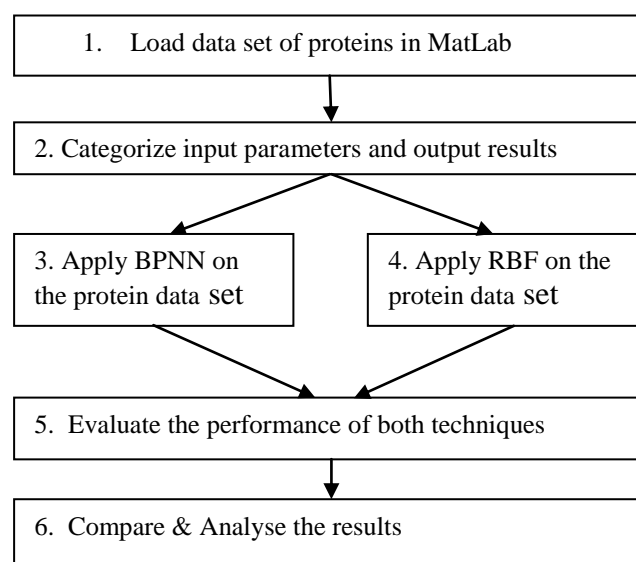 1. Load data set of proteins in MatLab
2. Categorize input parameters and output results
3. Apply BPNN on
the protein data set
4. Apply RBF on the
protein data set
5. Evaluate the performance of both techniques
6. Compare & Analyse the results